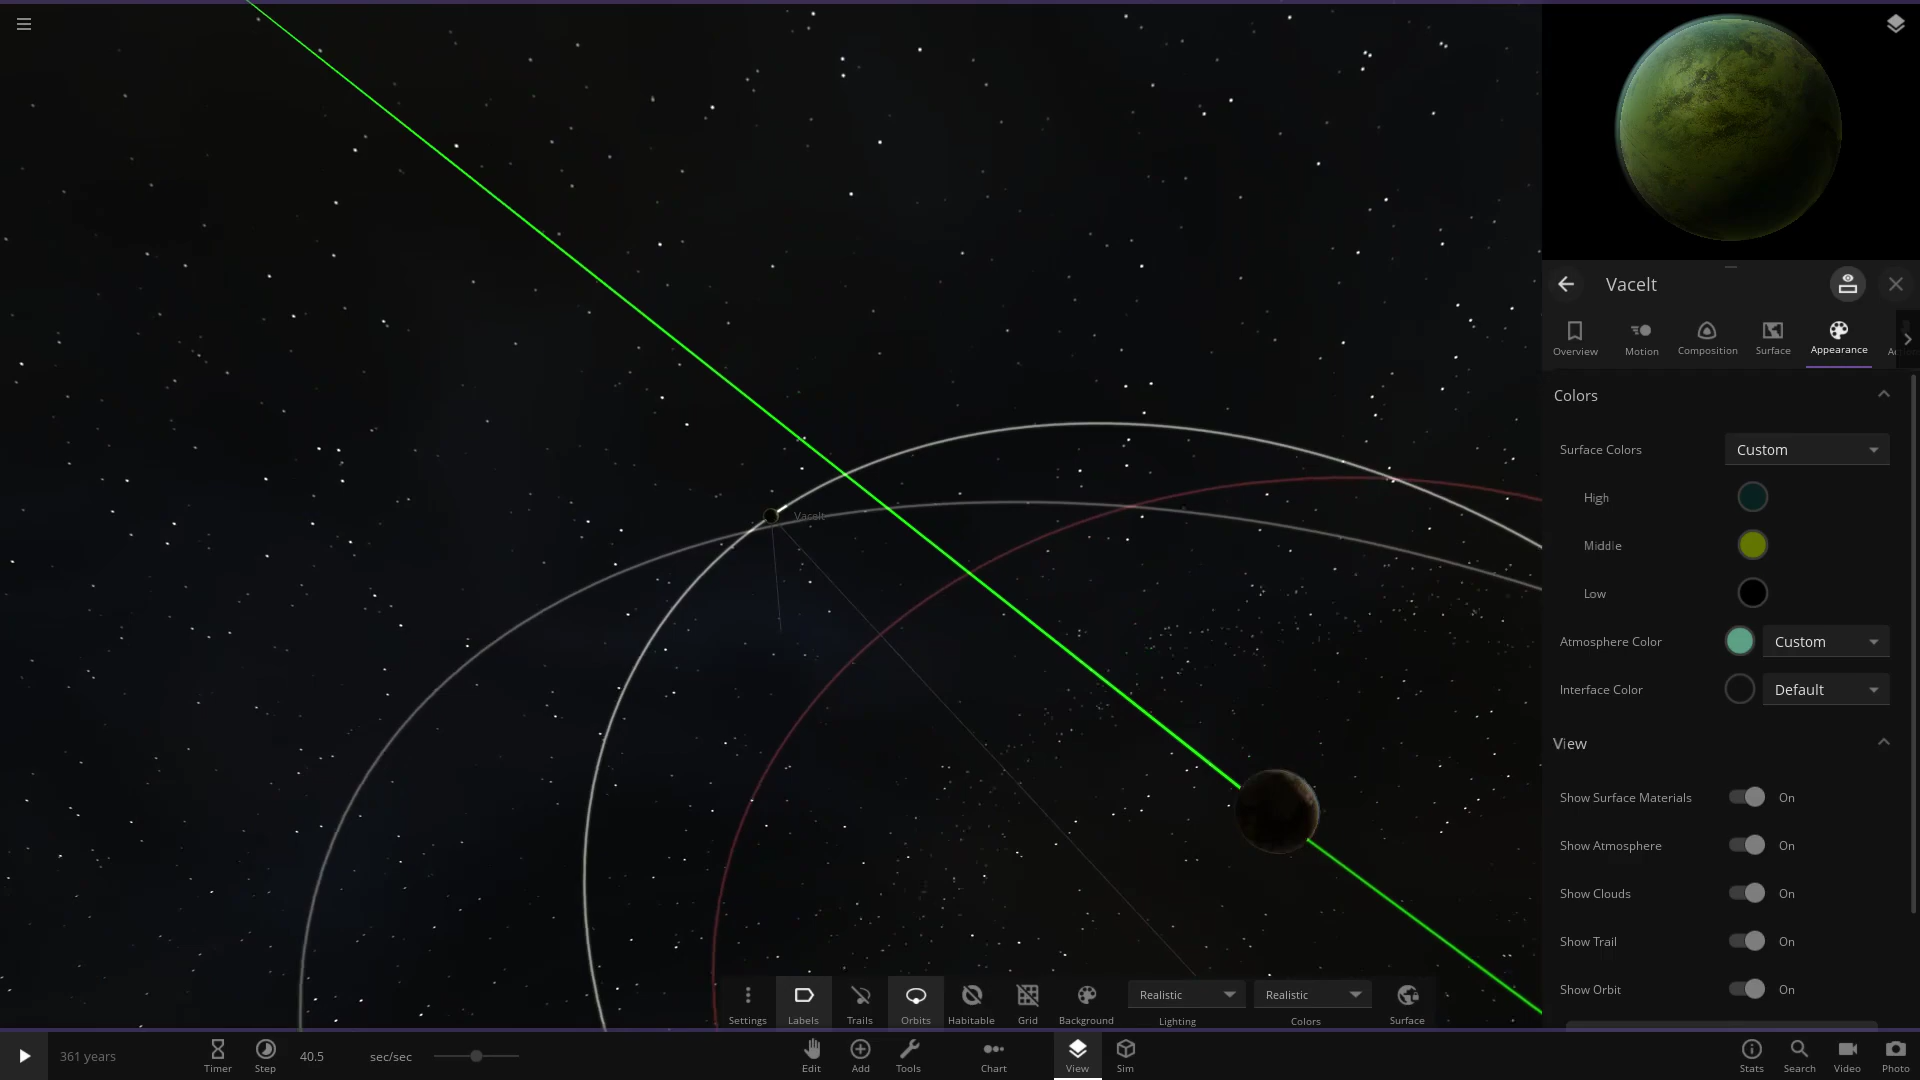 Vacelt
Overview
Motion
Composition
Surface
Appearance
Colors
Surface Colors
Custom
High
Middle
Low
Atmosphere Color
Custom
Interface Color
Default
View
Show Surface Materials
On
Show Atmosphere
On
Show Clouds
On
Show Trail
On
Show Orbit
On
Vacelt
Settings
Labels
Trails
Orbits
Habitable
Grid
Background
Realistic
Lighting
Realistic
Colors
Surface
361 years
Timer
Step
40.5
sec/sec
Edit
Add
Tools
Chart
View
Sim
Stats
Search
Video
Photo